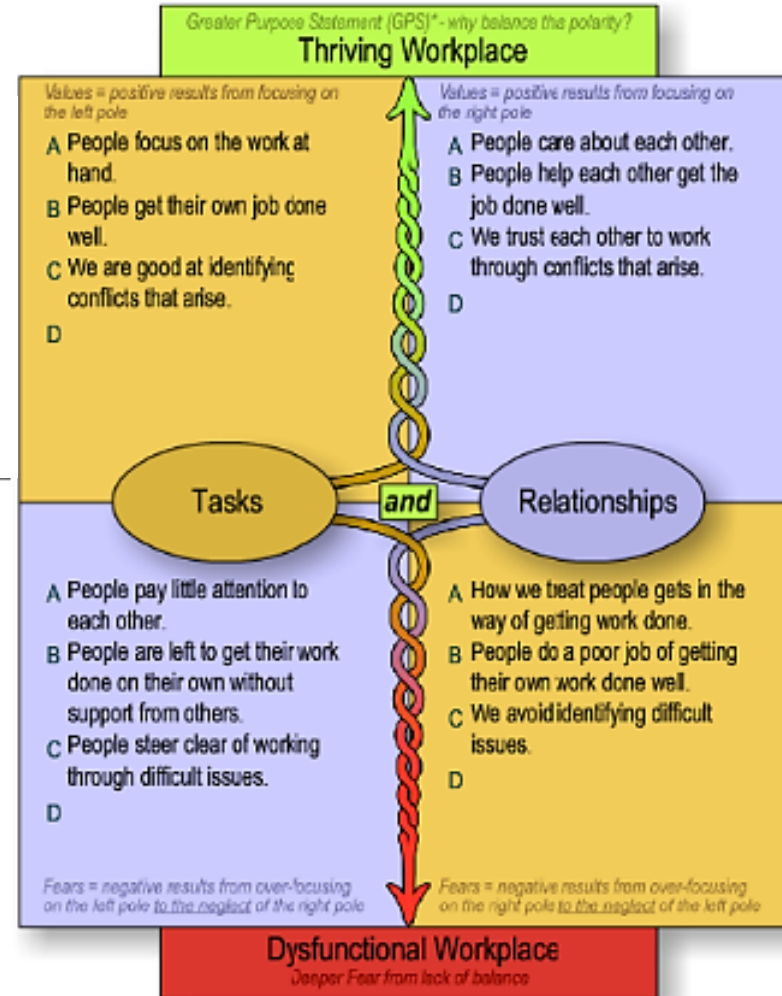 Greater Purpose Statement (GPS)* - why balance this polarity?
Thriving Workplace
Values = positive results from focusing on
the left pole
A People focus on the work at
hand.
B People get their own job done
well.
C We are good at identifying
conflicts that arise.
D
Values = positive results from focusing on
the right pole
A People care about each other.
B People help each other get the
job done well.
C We trust each other to work
through conflicts that arise.
D
Tasks
and
Relationships
A People pay little attention to
each other.
B People are left to get their work
done on their own without
support from others.
C People steer clear of working
through difficult issues.
D
Fears = negative results from over-focusing
on the left pole to the neglect of the right pole
A How we treat people gets in the
way of getting work done.
B People do a poor job of getting
their own work done well.
C We avoid identifying difficult
issues.
D
Fears = negative results from over-focusing
on the right pole to the neglect of the left pole
Dysfunctional Workplace
Deeper Fear from lack of balance